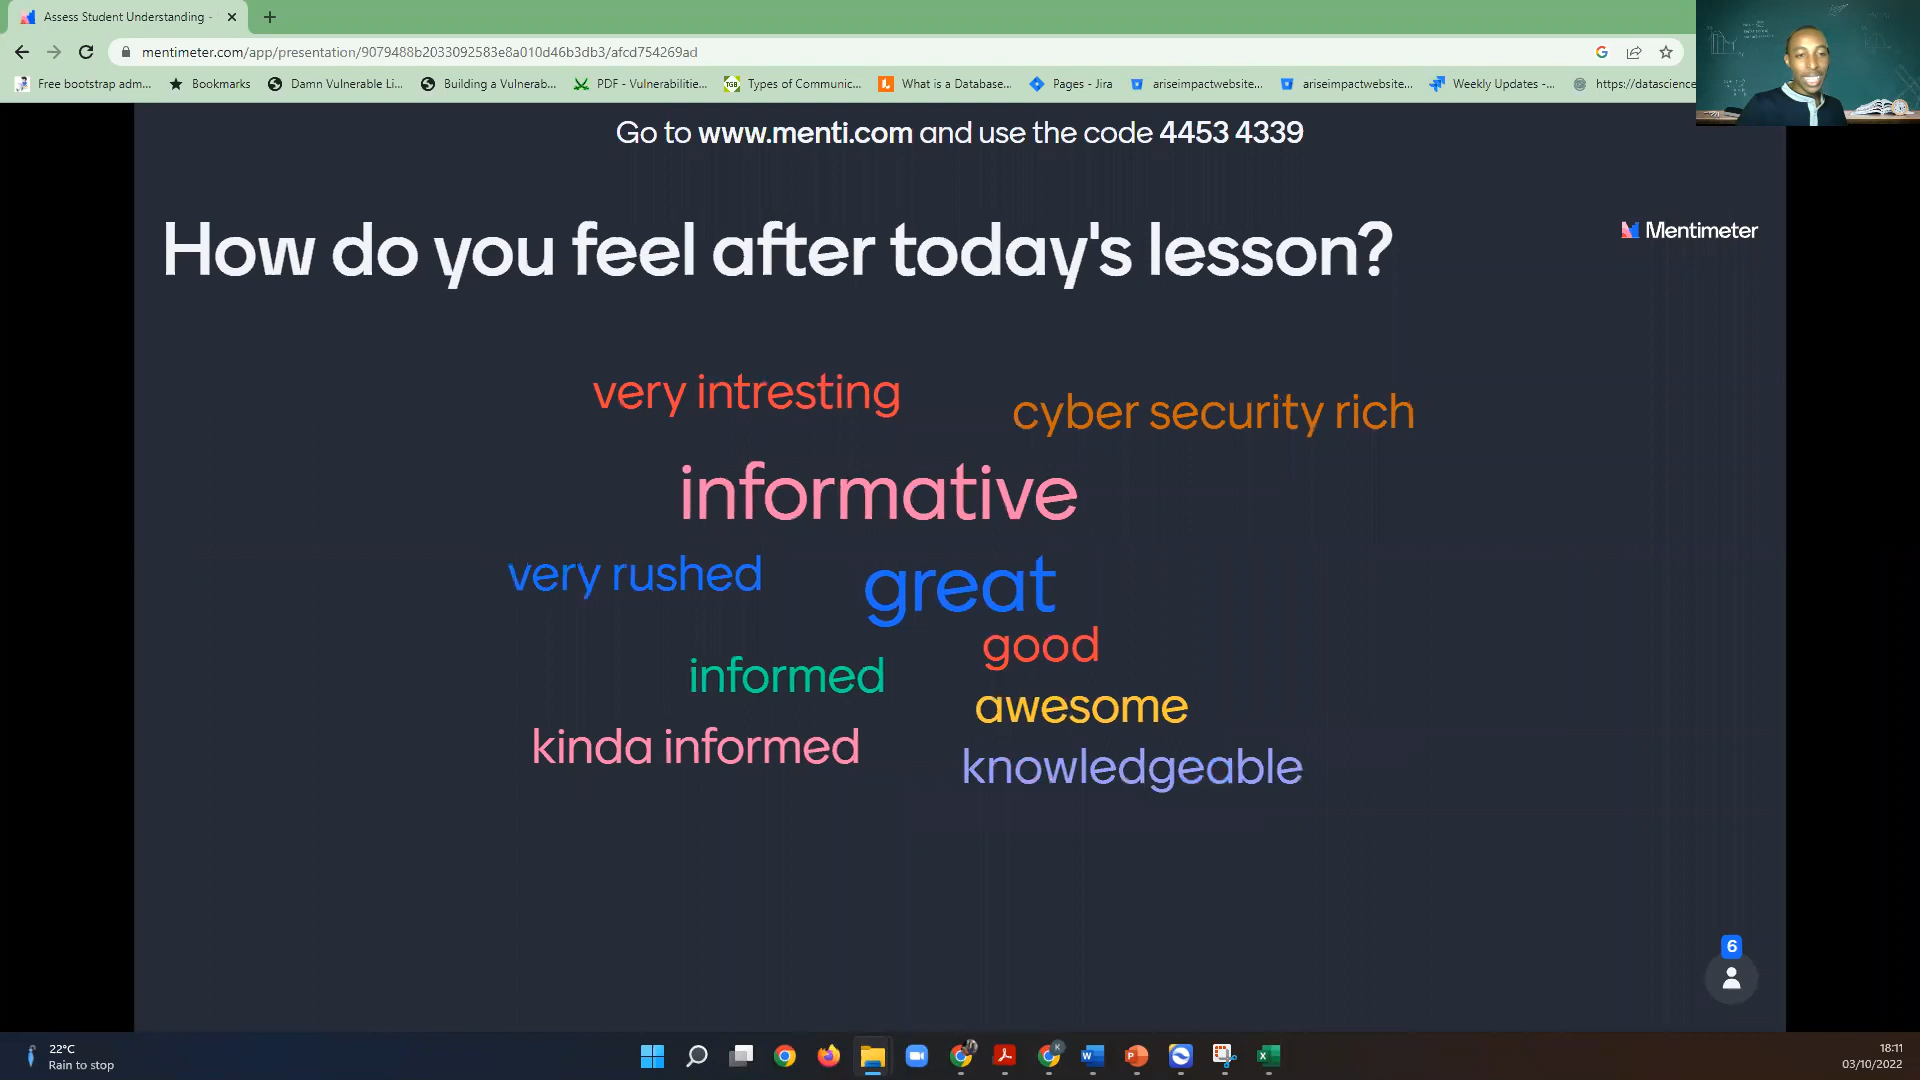 Assess Student Understanding -
mentimeter.com/app/presentation/9079488b2033092583e8a010d46b3db3/afcd754269ad
Free bootstrap adm... Bookmarks Damn Vulnerable Li... Building a Vulnerab... PDF - Vulnerabilitie... Types of Communic... What is a Database... Pages - Jira ariseimpactwebsite... ariseimpactwebsite... Weekly Updates -... https://datascience
Go to www.menti.com and use the code 4453 4339
How do you feel after today's lesson?
Mentimeter
very intresting
cyber security rich
informative
very rushed
great
good
informed
awesome
kinda informed
knowledgeable
6
22°C
Rain to stop
18:11
03/10/2022